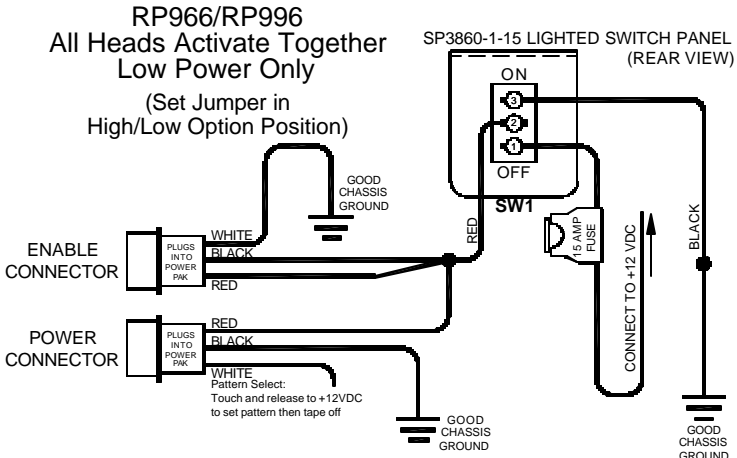 RP966/RP996
All Heads Activate Together
Low Power Only
(Set Jumper in
High/Low Option Position)
SP3860-1-15 LIGHTED SWITCH PANEL
(REAR VIEW)
ON
3
2
1
OFF
SW1
GOOD
CHASSIS
GROUND
RED
15 AMP
FUSE
CONNECT TO +12 VDC
BLACK
ENABLE
CONNECTOR
PLUGS
INTO
POWER
PAK
WHITE
BLACK
RED
POWER
CONNECTOR
PLUGS
INTO
POWER
PAK
RED
BLACK
WHITE
Pattern Select:
Touch and release to +12VDC
to set pattern then tape off
GOOD
CHASSIS
GROUND
GOOD
CHASSIS
GROUND